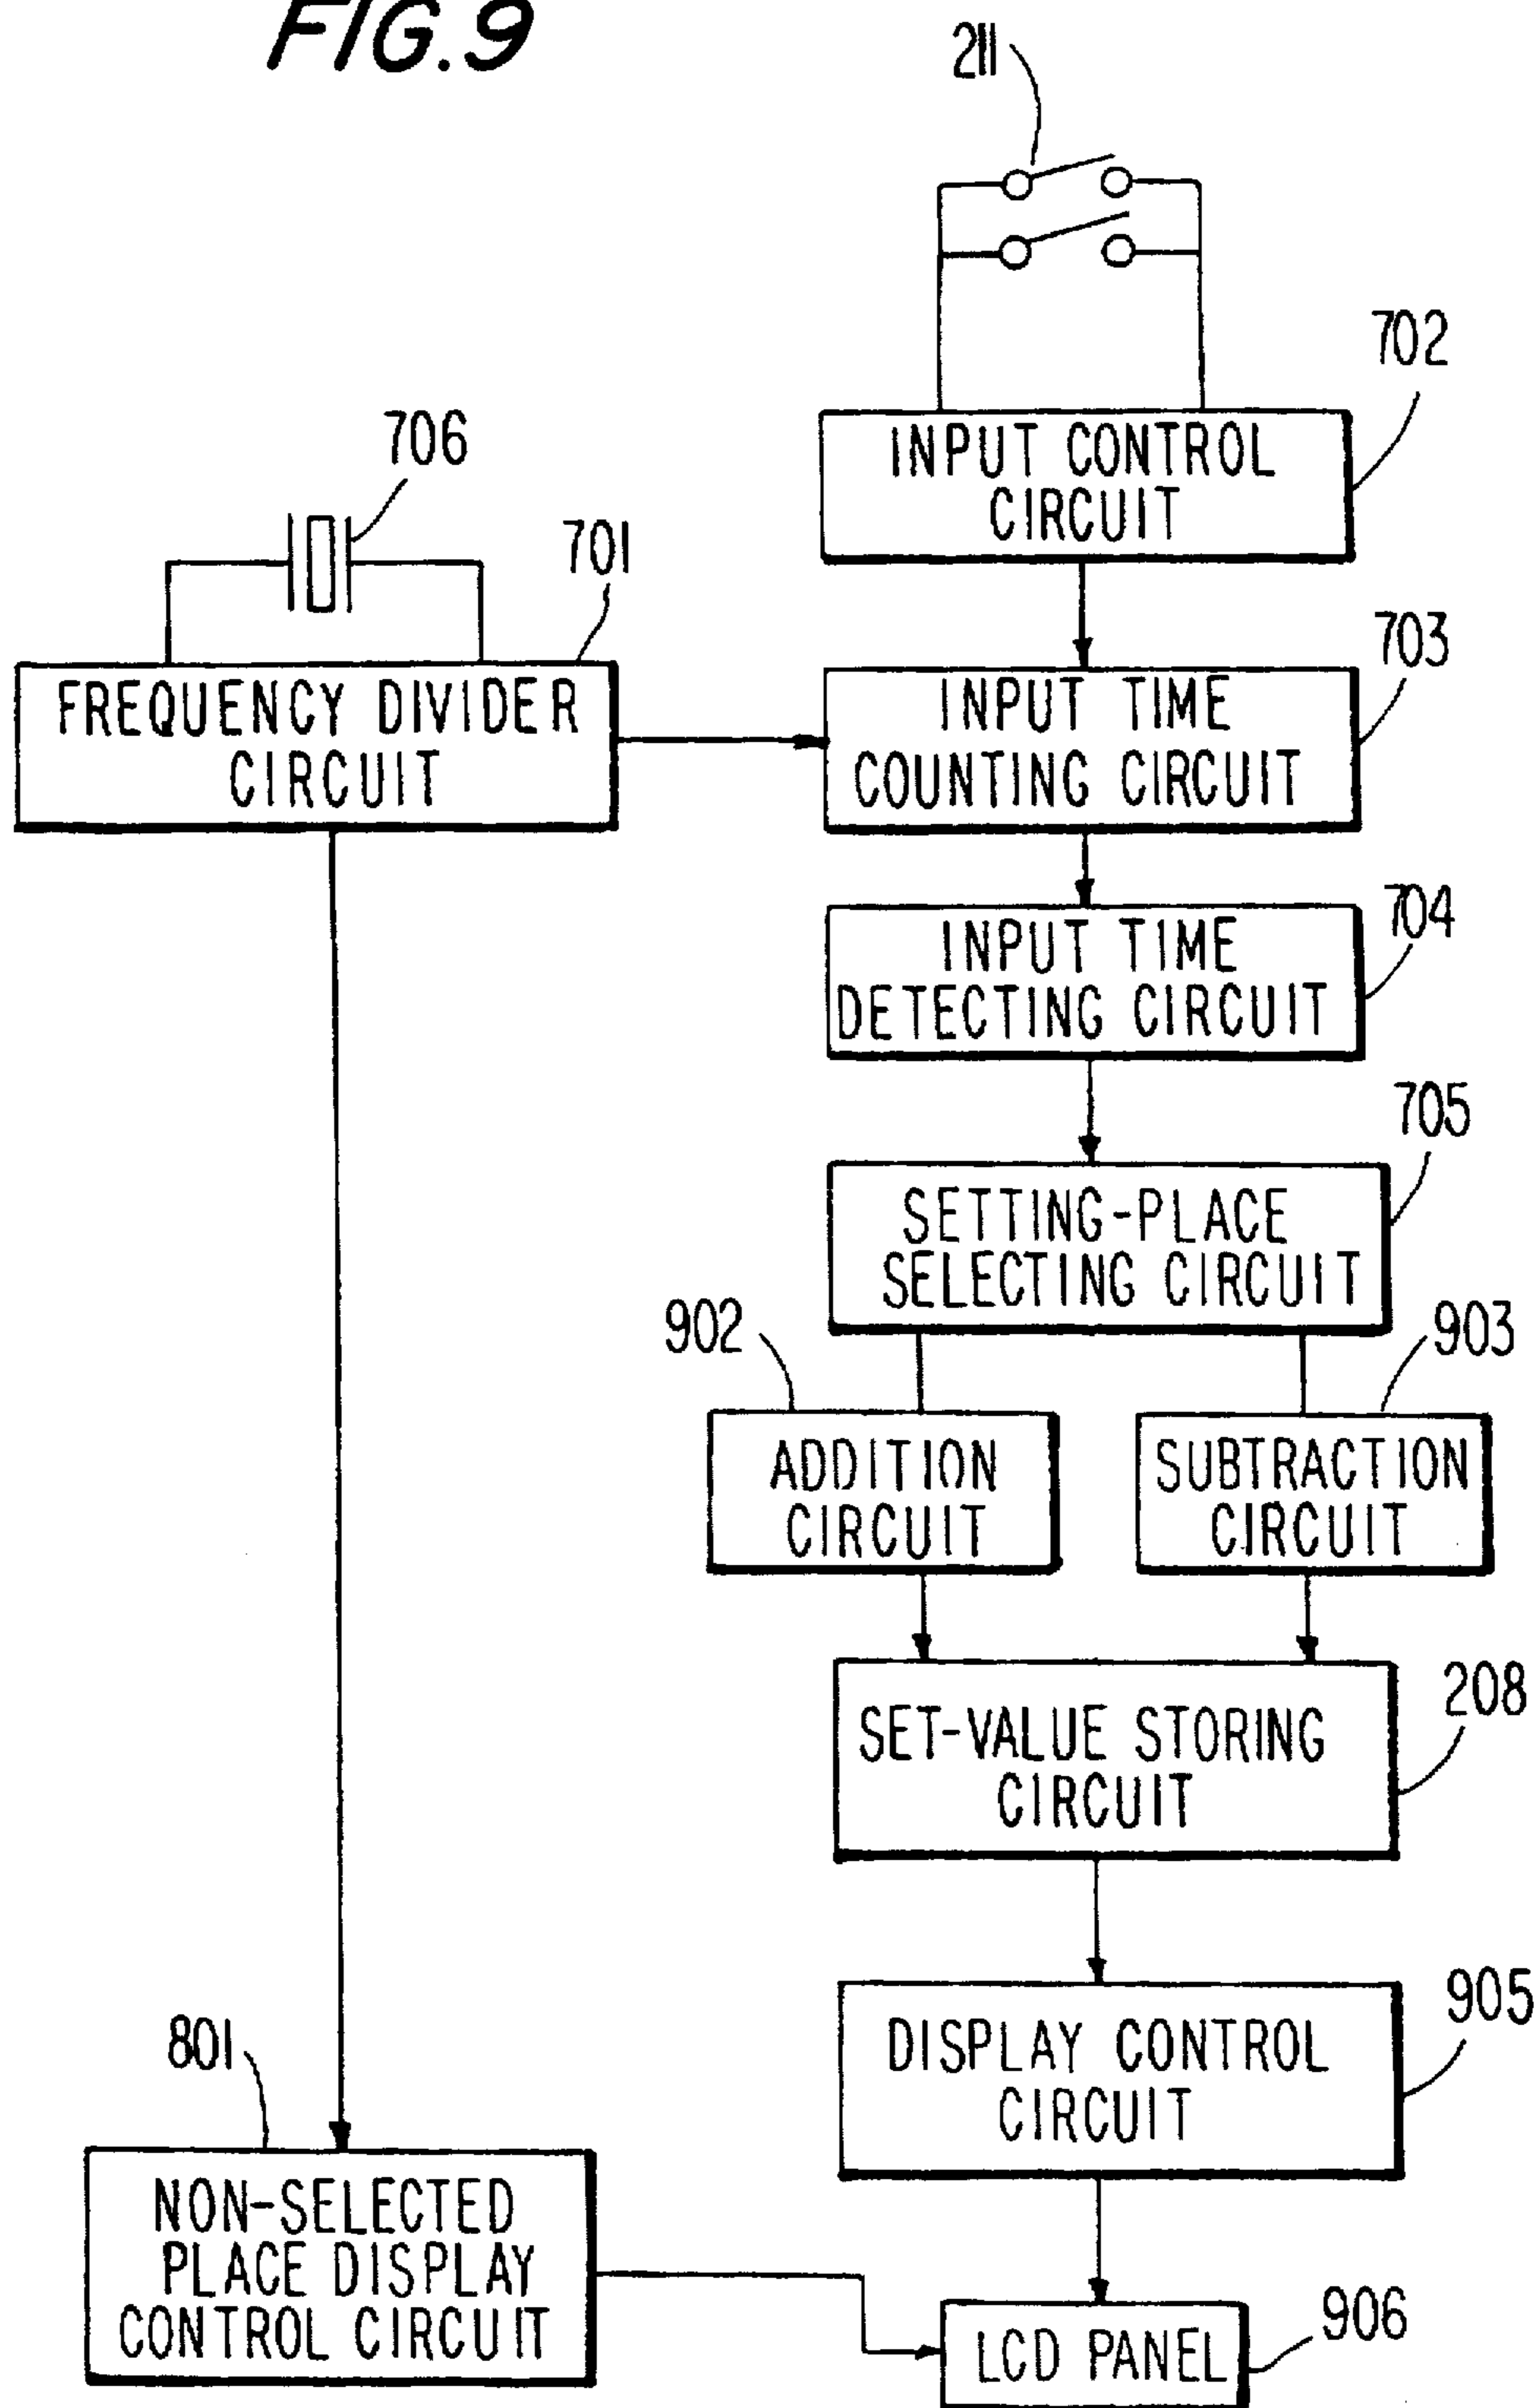 FIG.9
211
702
INPUT CONTROL
CIRCUIT
706
701
FREQUENCY DIVIDER
CIRCUIT
703
INPUT TIME
COUNTING CIRCUIT
704
INPUT TIME
DETECTING CIRCUIT
705
SETTING-PLACE
SELECTING CIRCUIT
902
903
ADDITION
CIRCUIT
SUBTRACTION
CIRCUIT
208
SET-VALUE STORING
CIRCUIT
905
DISPLAY CONTROL
CIRCUIT
801
NON-SELECTED
PLACE DISPLAY
CONTROL CIRCUIT
906
LCD PANEL